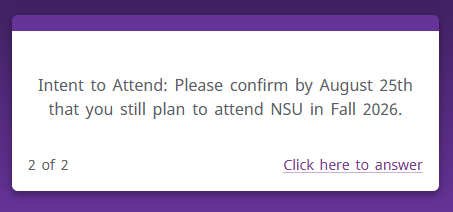 Intent to Attend: Please confirm by August 25th
that you still plan to attend NSU in Fall 2026.
2 of 2
Click here to answer